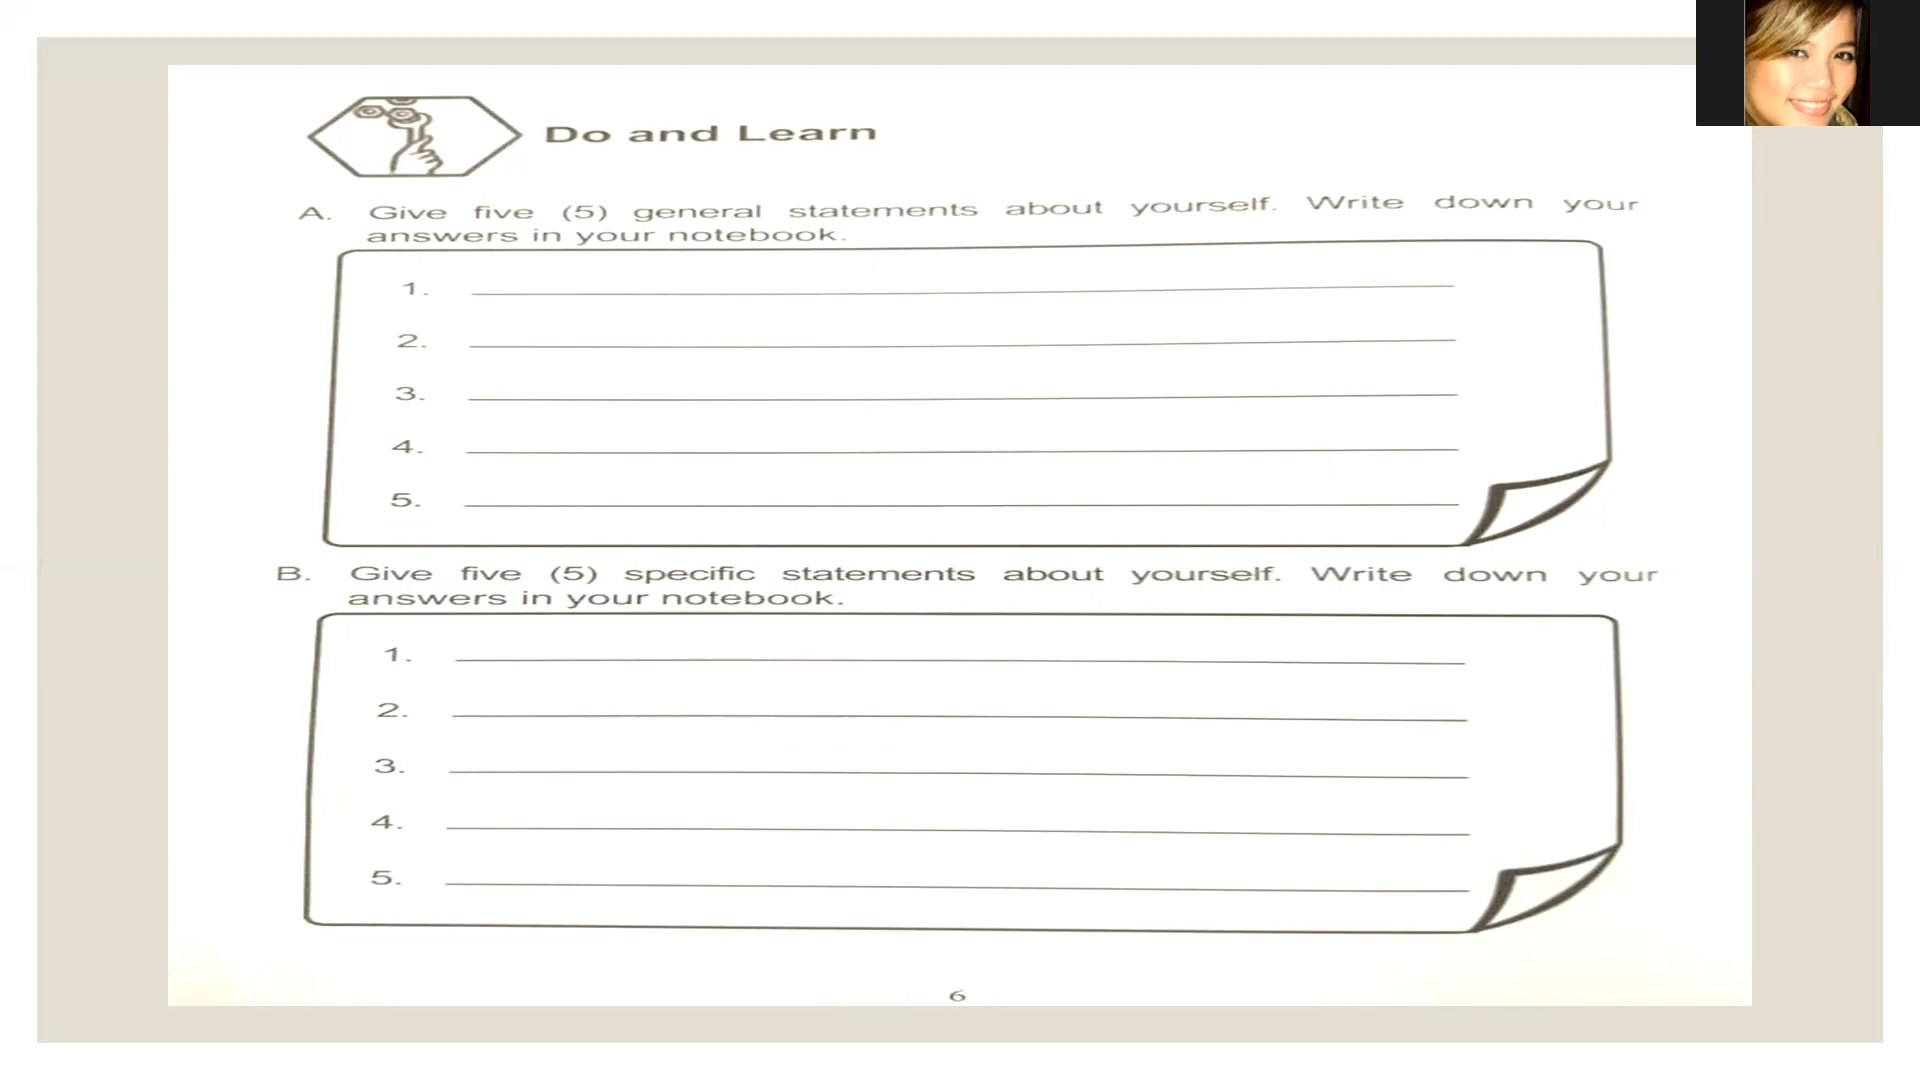 Do and Learn
A. Give five (5) general statements about yourself. Write down your
answers in your notebook.
1.
2.
3.
4.
5.
B. Give five (5) specific statements about yourself. Write down your
answers in your notebook.
1.
2.
3.
4.
5.
6